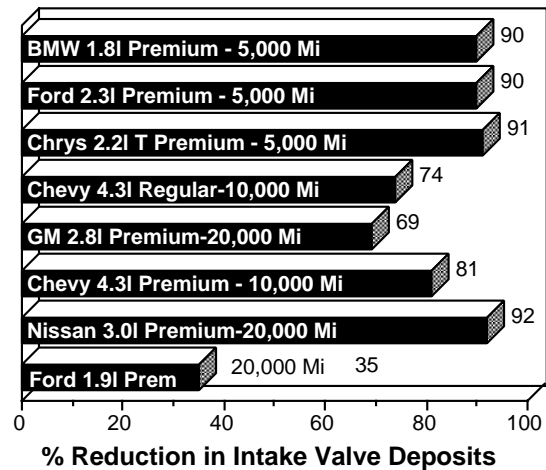 BMW 1.8l Premium - 5,000 Mi 90
Ford 2.3l Premium - 5,000 Mi 90
Chrys 2.2l T Premium - 5,000 Mi 91
Chevy 4.3l Regular-10,000 Mi 74
GM 2.8l Premium-20,000 Mi 69
Chevy 4.3l Premium - 10,000 Mi 81
Nissan 3.0l Premium-20,000 Mi 92
Ford 1.9l Prem 20,000 Mi 35
0 20 40 60 80 100
% Reduction in Intake Valve Deposits